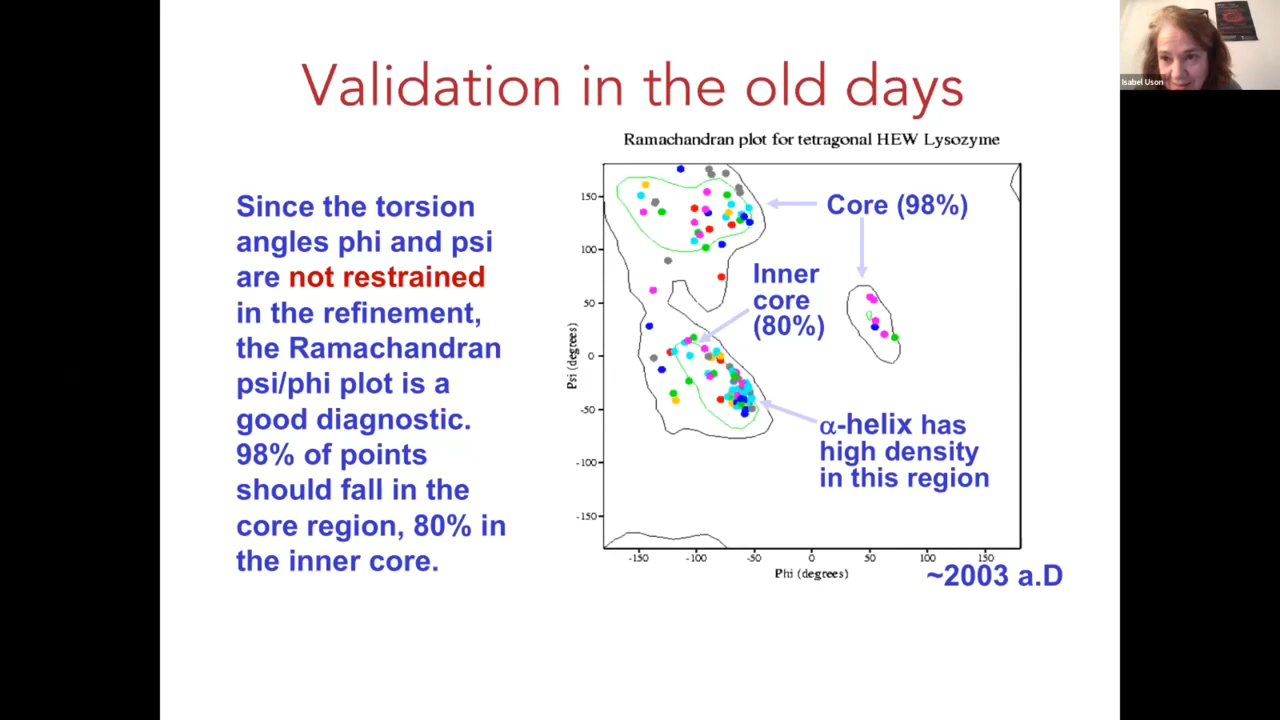 Isabel Uson
Validation in the old days
Since the torsion
angles phi and psi
are not restrained
in the refinement,
the Ramachandran
psi/phi plot is a
good diagnostic.
98% of points
should fall in the
core region, 80% in
the inner core.
Ramachandran plot for tetragonal HEW Lysozyme
Core (98%)
Inner
core
(80%)
α-helix has
high density
in this region
Psi (degrees)
150
100
50
0
-50
-100
-150
-150 -100 -50 0 50 100 150
Phi (degrees)
~2003 a.D